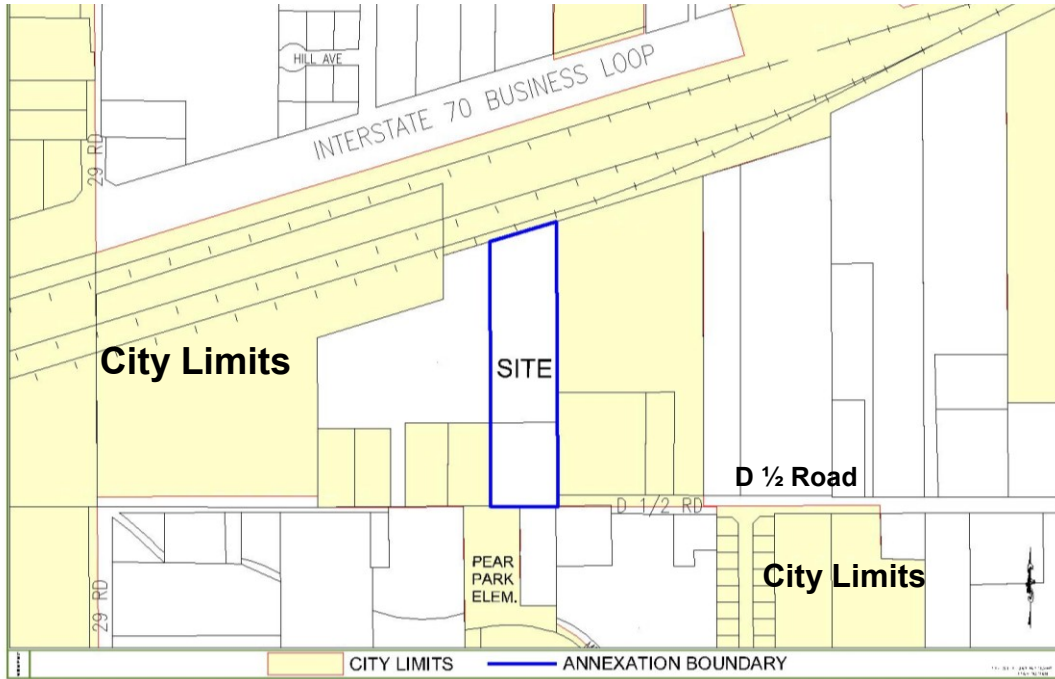 HILL AVE
INTERSTATE 70 BUSINESS LOOP
29 RD
City Limits
SITE
D ½ Road
D 1/2 RD
PEAR
PARK
ELEM.
City Limits
29 RD
CITY LIMITS
ANNEXATION BOUNDARY